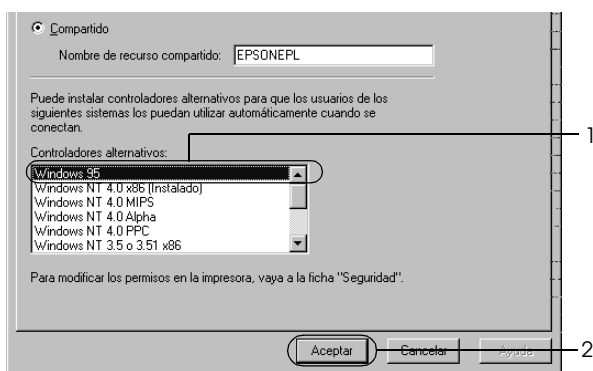 Compartido
Nombre de recurso compartido: EPSONEPL
Puede instalar controladores alternativos para que los usuarios de los
siguientes sistemas los puedan utilizar automáticamente cuando se
conectan.
1
Controladores alternativos:
Windows 95
Windows NT 4.0 x86 (Instalado)
Windows NT 4.0 MIPS
Windows NT 4.0 Alpha
Windows NT 4.0 PPC
Windows NT 3.5 o 3.51 x86
Para modificar los permisos en la impresora, vaya a la ficha "Seguridad".
Aceptar Cancelar Ayuda 2